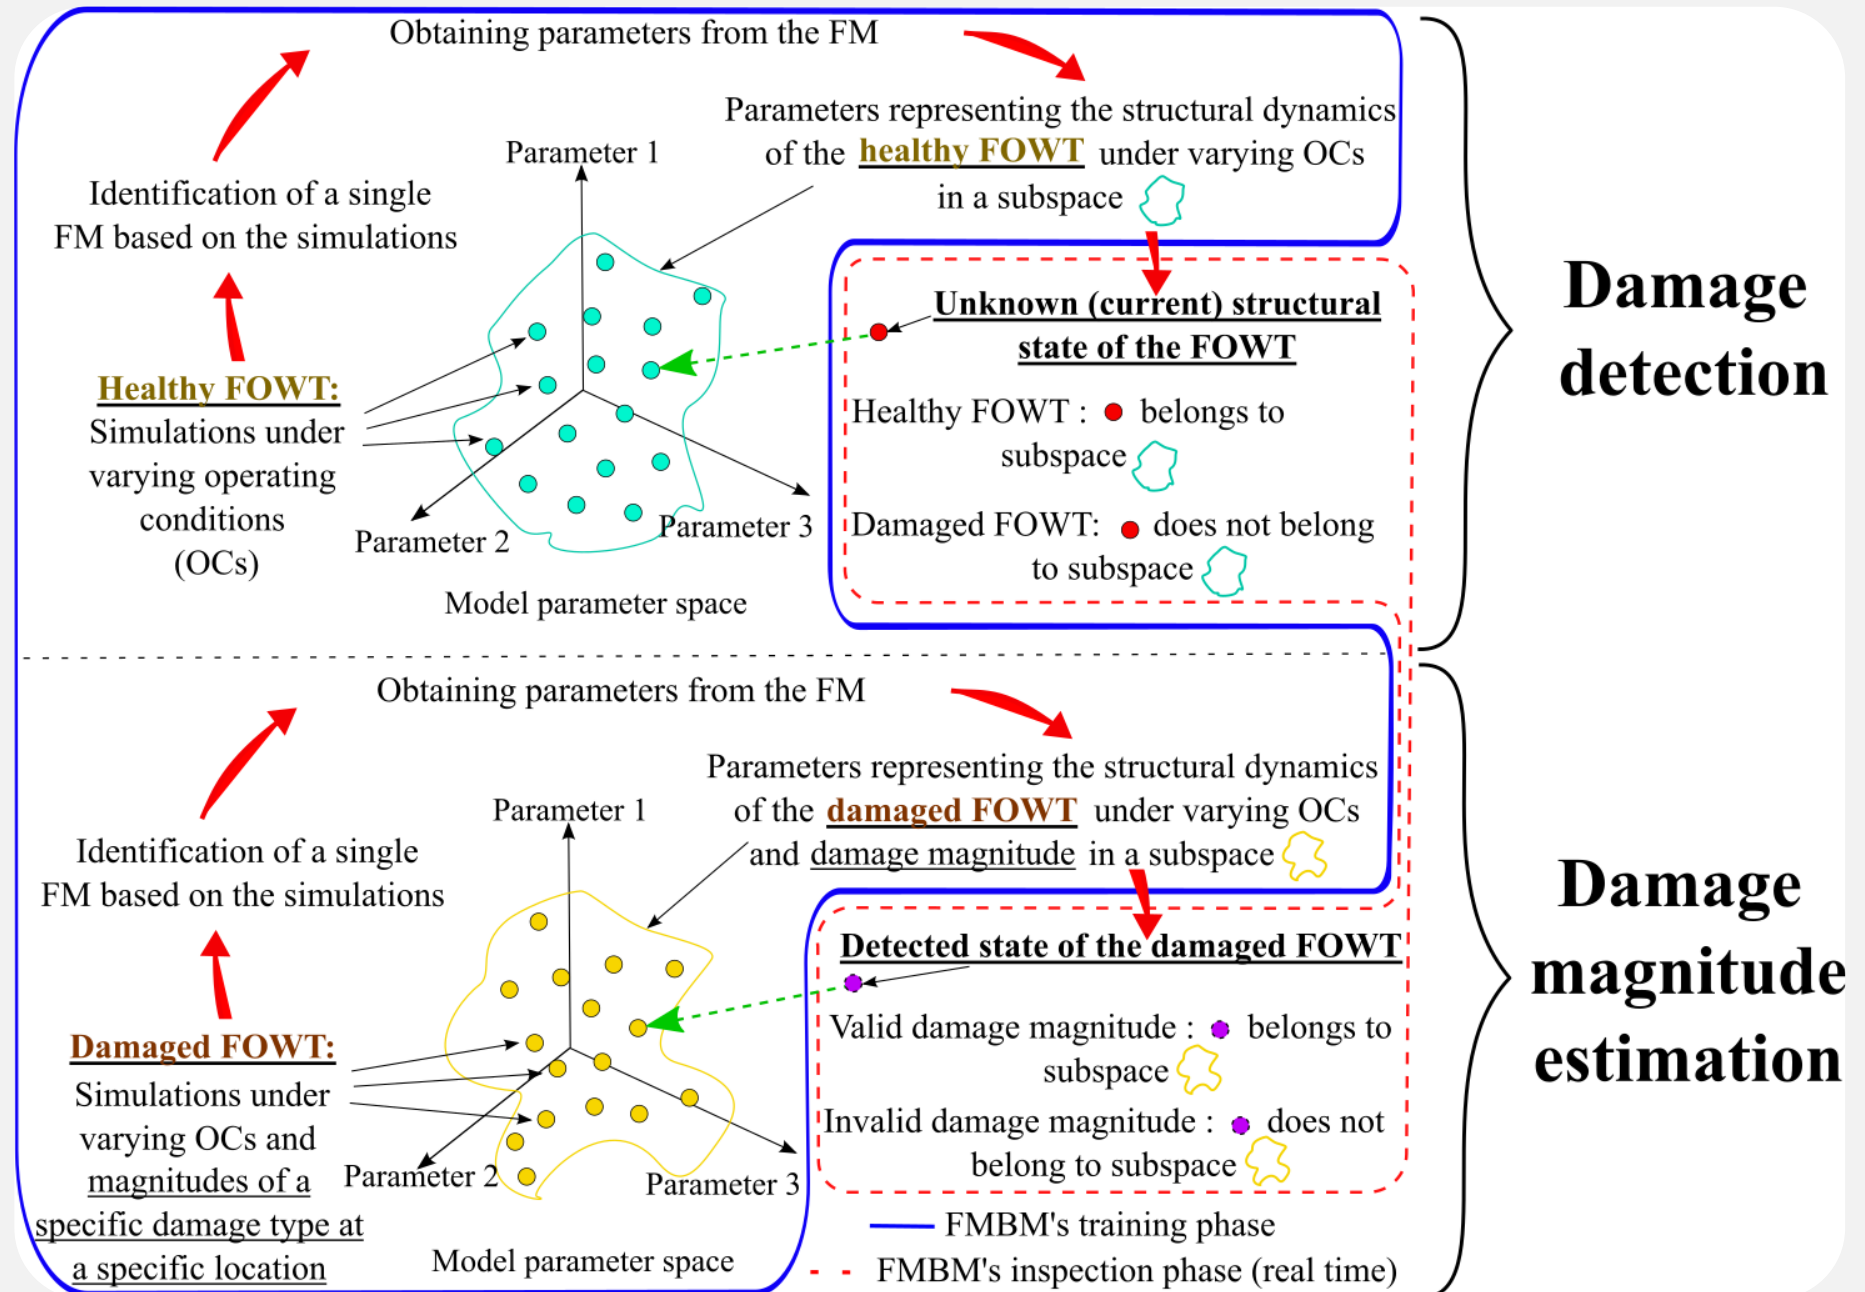 Obtaining parameters from the FM
Parameters representing the structural dynamics
of the healthy FOWT under varying OCs
in a subspace
Parameter 1
Identification of a single
FM based on the simulations
Healthy FOWT:
Simulations under
varying operating
conditions
(OCs)
Parameter 2
Parameter 3
Model parameter space
Unknown (current) structural
state of the FOWT
Healthy FOWT : belongs to
subspace
Damaged FOWT: does not belong
to subspace
Damage
detection
Obtaining parameters from the FM
Parameters representing the structural dynamics
of the damaged FOWT under varying OCs
and damage magnitude in a subspace
Parameter 1
Identification of a single
FM based on the simulations
Damaged FOWT:
Simulations under
varying OCs and
magnitudes of a
specific damage type at
a specific location
Parameter 2
Parameter 3
Model parameter space
Detected state of the damaged FOWT
Valid damage magnitude : belongs to
subspace
Invalid damage magnitude : does not
belong to subspace
FMBM's training phase
FMBM's inspection phase (real time)
Damage
magnitude
estimation